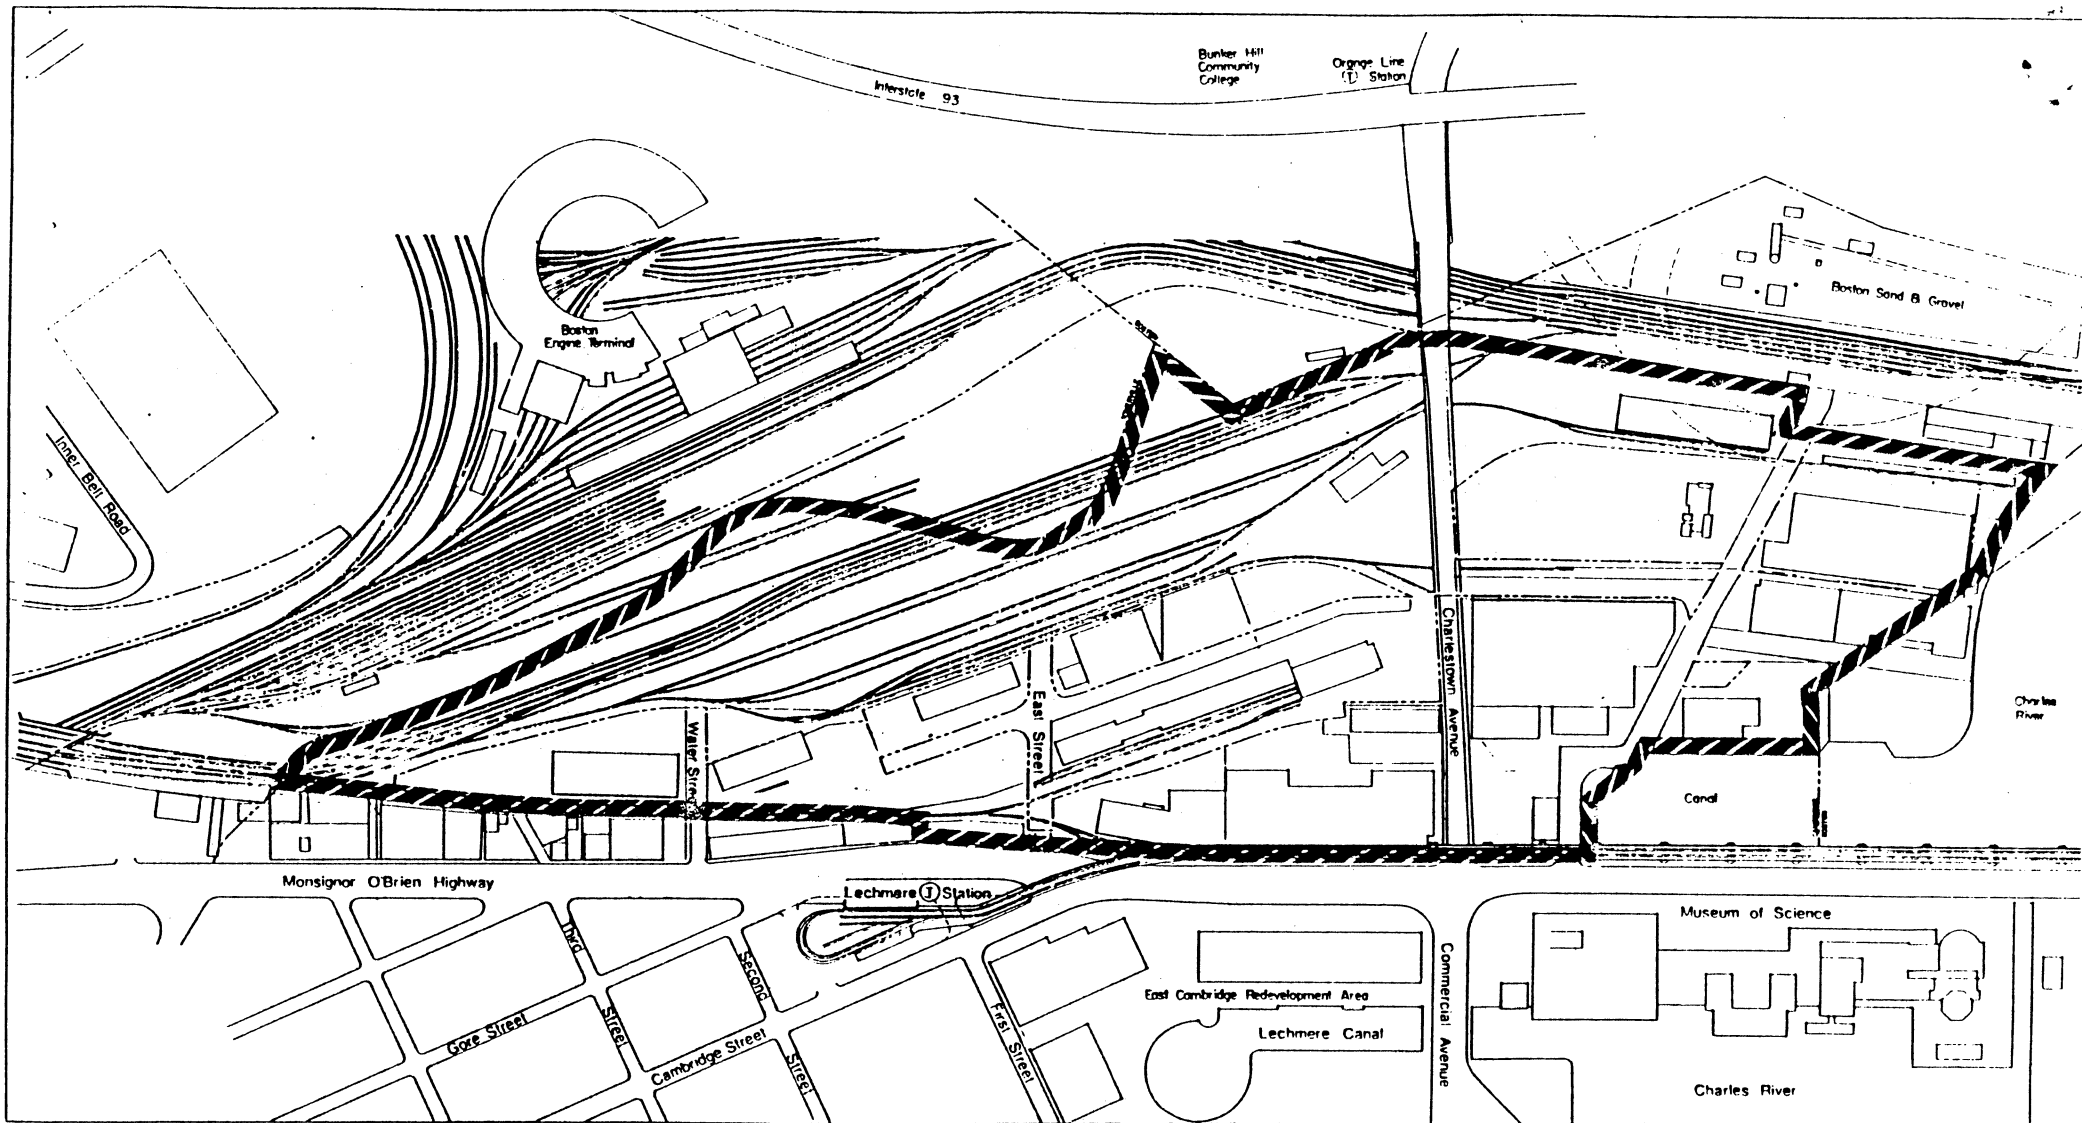 Bunker Hill
Community
College
Orange Line
(T) Station
Interstate 93
Boston Sand & Gravel
Boston
Engine Terminal
Inner Bell Road
Charlestown Avenue
East Street
Water Street
Charles
River
Canal
Monsignor O'Brien Highway
Lechmere (T) Station
Museum of Science
Third Street
Second Street
First Street
Gore Street
Cambridge Street
East Cambridge Redevelopment Area
Lechmere Canal
Commercial Avenue
Charles River